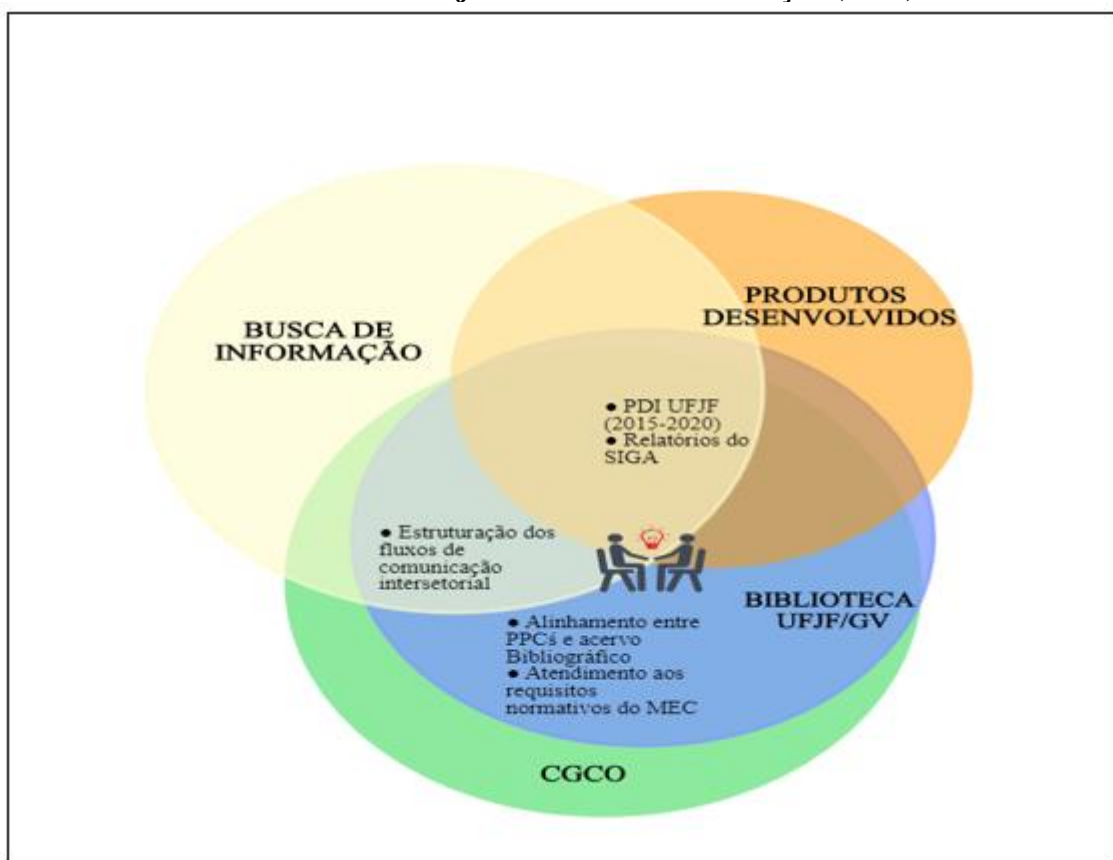 BUSCA DE
INFORMAÇÃO
PRODUTOS
DESENVOLVIDOS
● PDI UFJF
(2015-2020)
● Relatórios do
SIGA
● Estruturação dos
fluxos de
comunicação
intersetorial
BIBLIOTECA
UFJF/GV
● Alinhamento entre
PPCś e acervo
Bibliográfico
● Atendimento aos
requisitos
normativos do MEC
CGCO